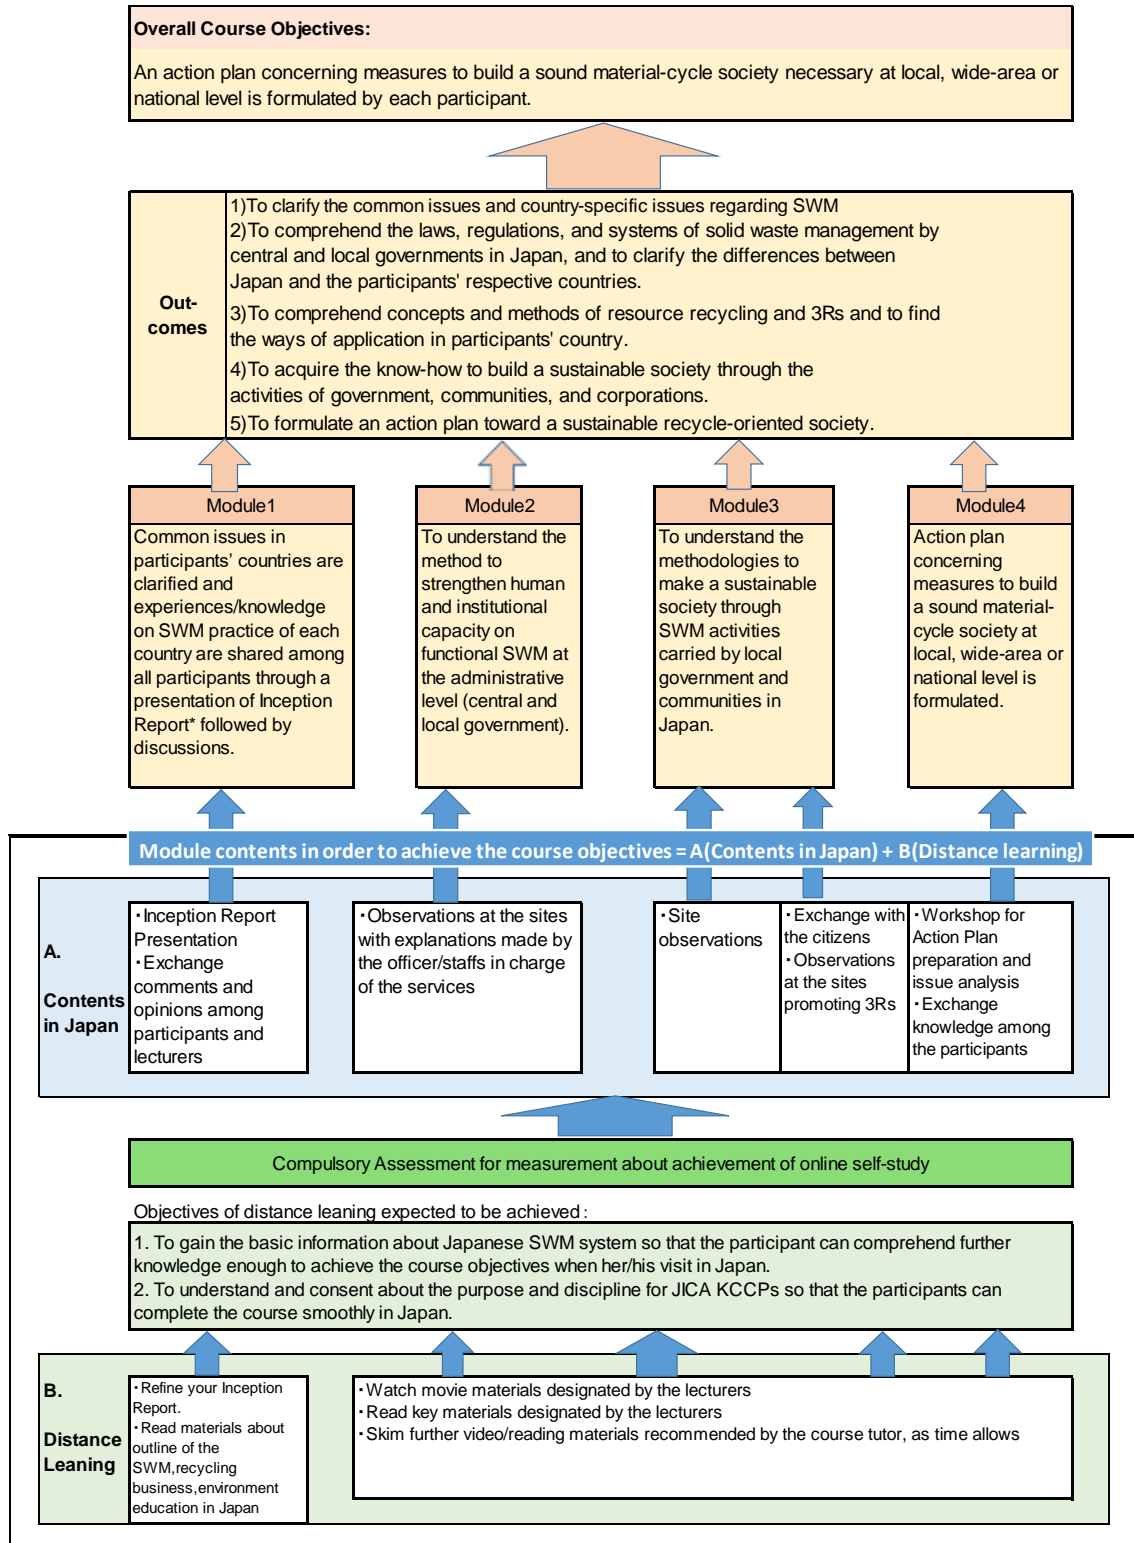 Overall Course Objectives:
An action plan concerning measures to build a sound material-cycle society necessary at local, wide-area or
national level is formulated by each participant.
Out-
comes
1)To clarify the common issues and country-specific issues regarding SWM
2)To comprehend the laws, regulations, and systems of solid waste management by
central and local governments in Japan, and to clarify the differences between
Japan and the participants' respective countries.
3)To comprehend concepts and methods of resource recycling and 3Rs and to find
the ways of application in participants' country.
4)To acquire the know-how to build a sustainable society through the
activities of government, communities, and corporations.
5)To formulate an action plan toward a sustainable recycle-oriented society.
Module1
Common issues in
participants’ countries are
clarified and
experiences/knowledge
on SWM practice of each
country are shared among
all participants through a
presentation of Inception
Report* followed by
discussions.
Module2
To understand the
method to
strengthen human
and institutional
capacity on
functional SWM at
the administrative
level (central and
local government).
Module3
To understand the
methodologies to
make a sustainable
society through
SWM activities
carried by local
government and
communities in
Japan.
Module4
Action plan
concerning
measures to build
a sound material-
cycle society at
local, wide-area or
national level is
formulated.
Module contents in order to achieve the course objectives = A(Contents in Japan) + B(Distance learning)
A.
Contents
in Japan
・Inception Report
Presentation
・Exchange
comments and
opinions among
participants and
lecturers
・Observations at the sites
with explanations made by
the officer/staffs in charge
of the services
・Site
observations
・Exchange with
the citizens
・Observations
at the sites
promoting 3Rs
・Workshop for
Action Plan
preparation and
issue analysis
・Exchange
knowledge among
the participants
Compulsory Assessment for measurement about achievement of online self-study
Objectives of distance leaning expected to be achieved：
1. To gain the basic information about Japanese SWM system so that the participant can comprehend further
knowledge enough to achieve the course objectives when her/his visit in Japan.
2. To understand and consent about the purpose and discipline for JICA KCCPs so that the participants can
complete the course smoothly in Japan.
B.
Distance
Leaning
・Refine your Inception
Report.
・Read materials about
outline of the
SWM,recycling
business,environment
education in Japan
・Watch movie materials designated by the lecturers
・Read key materials designated by the lecturers
・Skim further video/reading materials recommended by the course tutor, as time allows